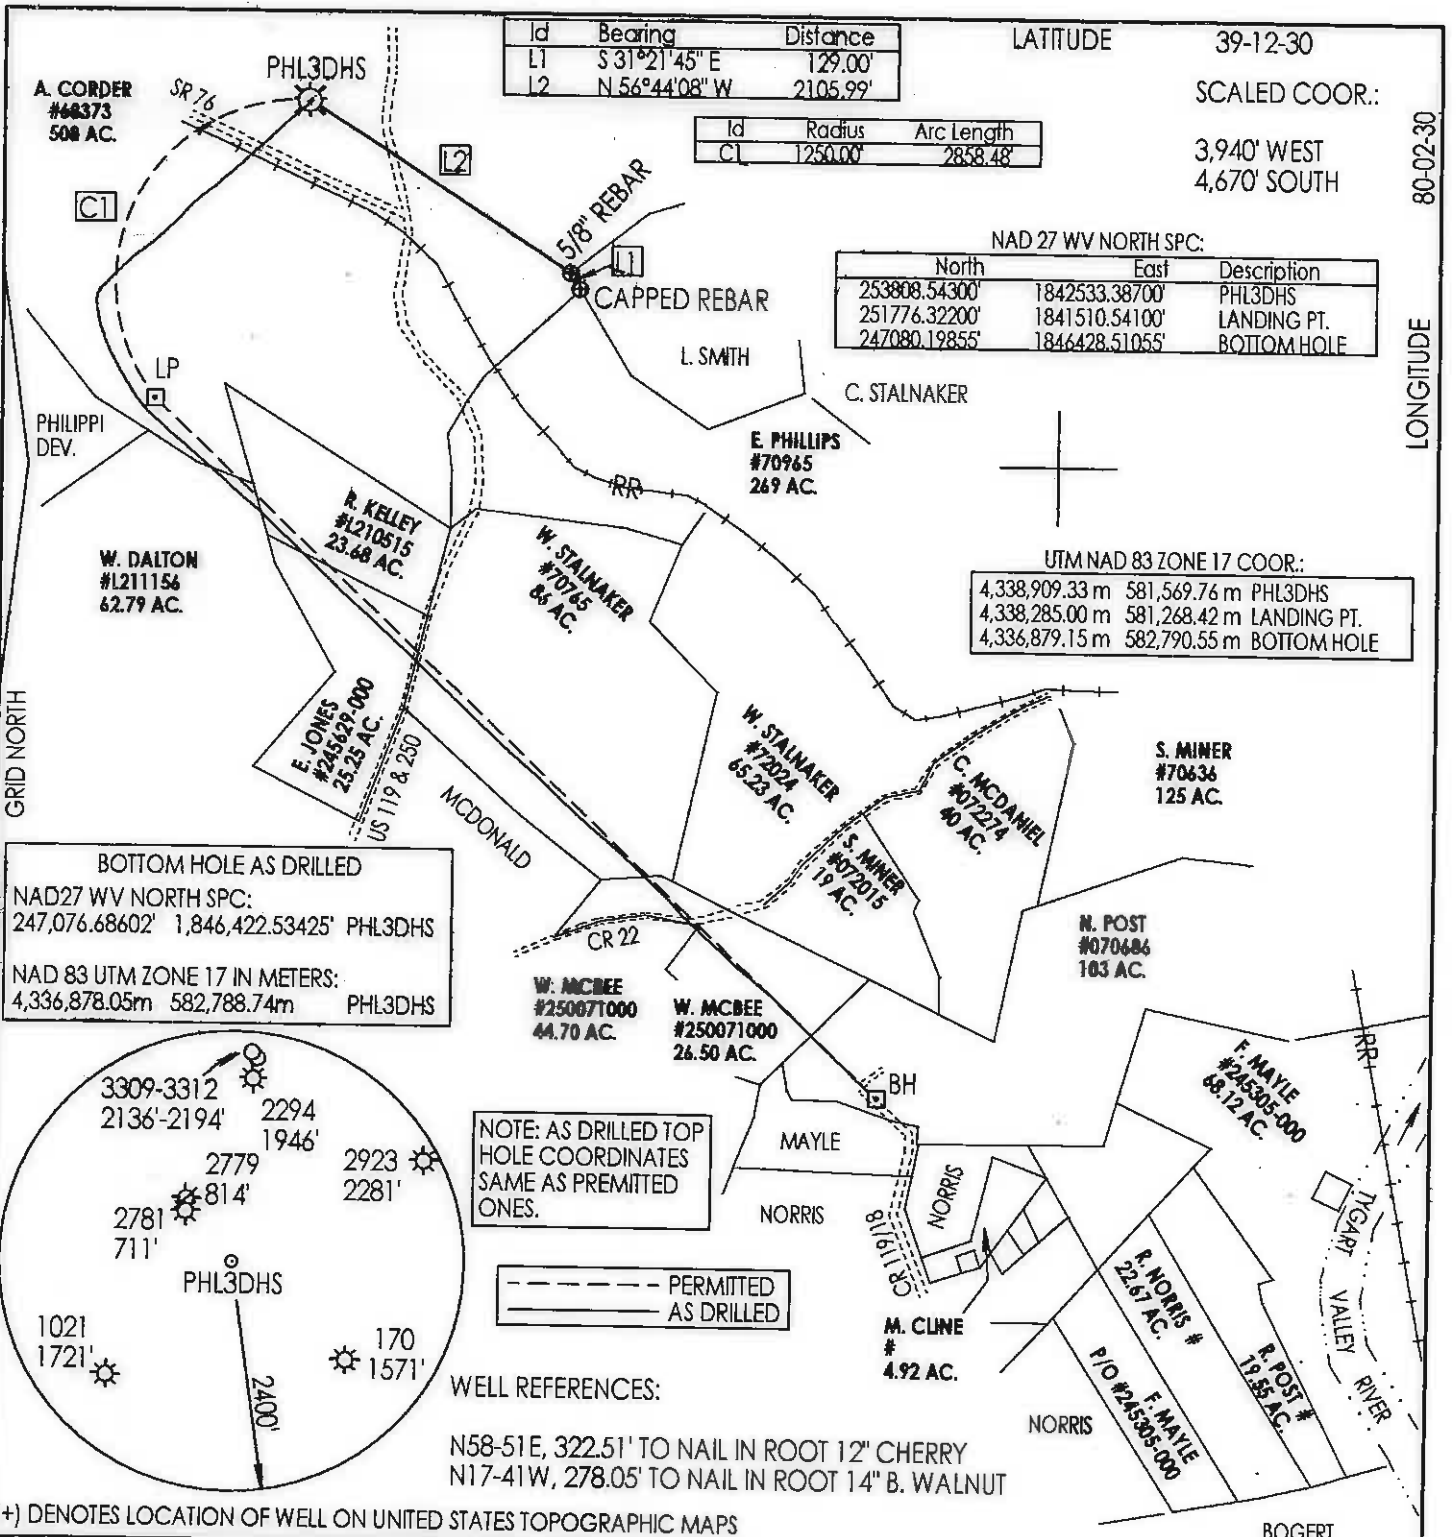 Id Bearing Distance
L1 S 31°21'45" E 129.00'
L2 N 56°44'08" W 2105.99'
LATITUDE 39-12-30
SCALED COOR.:
3,940' WEST
4,670' SOUTH
80-02-30
LONGITUDE
Id Radius Arc Length
C1 1250.00' 2858.48'
PHL3DHS
A. CORDER
#68373
508 AC.
SR 76
L2
C1
5/8" REBAR
L1
CAPPED REBAR
NAD 27 WV NORTH SPC:
North East Description
253808.54300' 1842533.38700' PHL3DHS
251776.32200' 1841510.54100' LANDING PT.
247080.19855' 1846428.51055' BOTTOM HOLE
L. SMITH
C. STALNAKER
LP
PHILIPPI
DEV.
E. PHILLIPS
#70965
269 AC.
RR
R. KELLEY
#L210515
23.68 AC.
W. STALNAKER
#70765
86 AC.
W. DALTON
#L211156
62.79 AC.
UTM NAD 83 ZONE 17 COOR.:
4,338,909.33 m 581,569.76 m PHL3DHS
4,338,285.00 m 581,268.42 m LANDING PT.
4,336,879.15 m 582,790.55 m BOTTOM HOLE
GRID NORTH
E. JONES
#245629-000
25.25 AC.
US 119 & 250
MCDONALD
W. STALNAKER
#72024
65.23 AC.
C. MCDANIEL
#072274
40 AC.
S. MINER
#70636
125 AC.
S. MINER
#072015
19 AC.
BOTTOM HOLE AS DRILLED
NAD27 WV NORTH SPC:
247,076.68602' 1,846,422.53425' PHL3DHS
NAD 83 UTM ZONE 17 IN METERS:
4,336,878.05m 582,788.74m PHL3DHS
CR 22
N. POST
#070686
103 AC.
W. MCBEE
#250071000
44.70 AC.
W. MCBEE
#250071000
26.50 AC.
BH
RR
F. MAYLE
#245305-000
68.12 AC.
3309-3312
2136'-2194'
2294
1946'
2779
814'
2923
2281'
2781
711'
PHL3DHS
1021
1721'
170
1571'
2400'
NOTE: AS DRILLED TOP
HOLE COORDINATES
SAME AS PREMITTED
ONES.
MAYLE
NORRIS
NORRIS
CR 119/18
PERMITTED
AS DRILLED
M. CLINE
#
4.92 AC.
R. NORRIS #
22.67 AC.
R. POST #
19.55 AC.
F. MAYLE
P/O #245305-000
NORRIS
TYGART
VALLEY
RIVER
WELL REFERENCES:
N58-51E, 322.51' TO NAIL IN ROOT 12" CHERRY
N17-41W, 278.05' TO NAIL IN ROOT 14" B. WALNUT
+) DENOTES LOCATION OF WELL ON UNITED STATES TOPOGRAPHIC MAPS
BOGERT